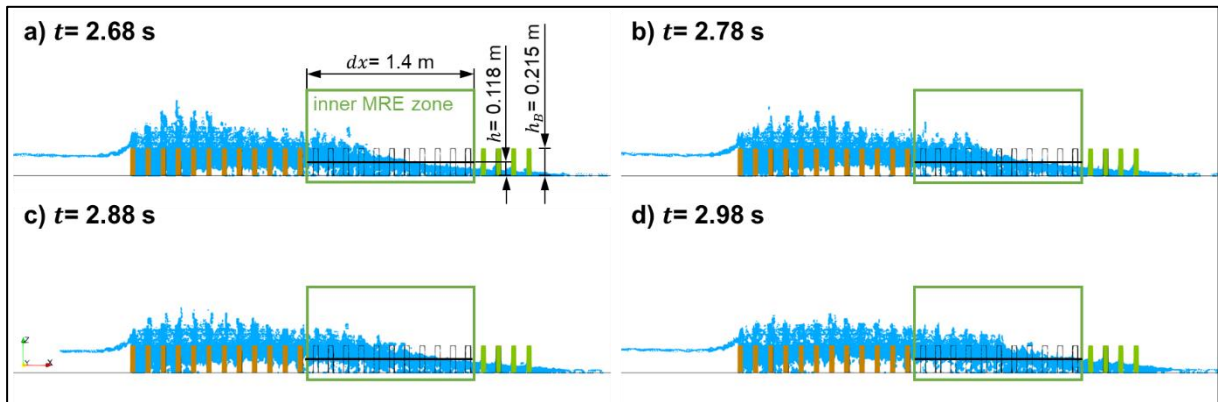 a) t= 2.68 s
b) t= 2.78 s
dx= 1.4 m
inner MRE zone
h= 0.118 m
h_B= 0.215 m
c) t= 2.88 s
d) t= 2.98 s
Z
Y
X